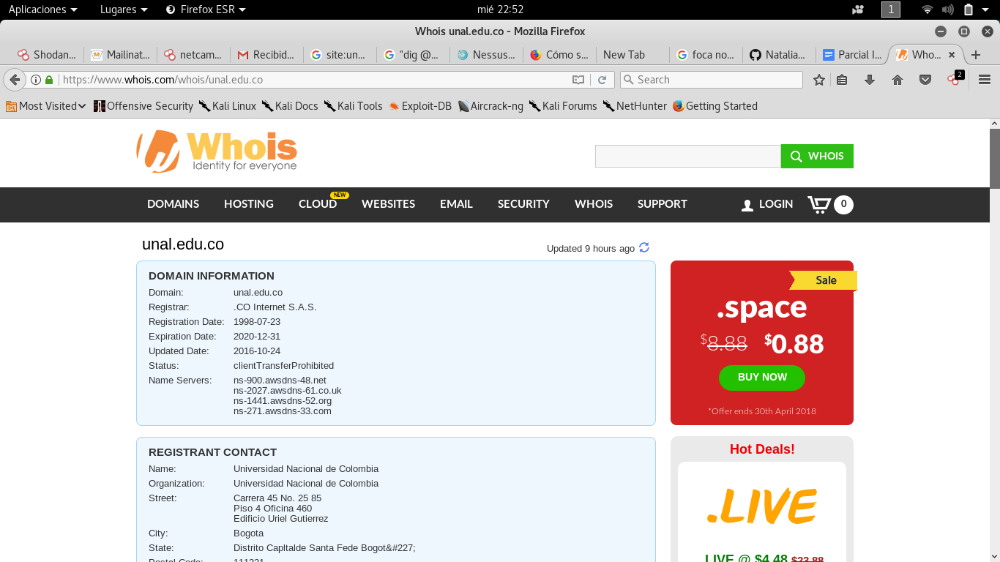 Aplicaciones Lugares Firefox ESR mié 22:52 1
Whois unal.edu.co - Mozilla Firefox
Shodan... Mailinat... netcam... Recibid... site:un... "dig @... Nessus... Cómo s... New Tab foca no... Natalia... Parcial I... Who...
https://www.whois.com/whois/unal.edu.co Search 2
Most Visited Offensive Security Kali Linux Kali Docs Kali Tools Exploit-DB Aircrack-ng Kali Forums NetHunter Getting Started
Whois
Identity for everyone
WHOIS
DOMAINS HOSTING CLOUD NEW WEBSITES EMAIL SECURITY WHOIS SUPPORT LOGIN 0
unal.edu.co
Updated 9 hours ago
DOMAIN INFORMATION
Domain: unal.edu.co
Registrar: .CO Internet S.A.S.
Registration Date: 1998-07-23
Expiration Date: 2020-12-31
Updated Date: 2016-10-24
Status: clientTransferProhibited
Name Servers: ns-900.awsdns-48.net
ns-2027.awsdns-61.co.uk
ns-1441.awsdns-52.org
ns-271.awsdns-33.com
REGISTRANT CONTACT
Name: Universidad Nacional de Colombia
Organization: Universidad Nacional de Colombia
Street: Carrera 45 No. 25 85
Piso 4 Oficina 460
Edificio Uriel Gutierrez
City: Bogota
State: Distrito Capltalde Santa Fede Bogot&#227;
Postal Code: 111321
Sale
.space
$8.88 $0.88
BUY NOW
*Offer ends 30th April 2018
Hot Deals!
.LIVE
.LIVE @ $4.48 $23.88